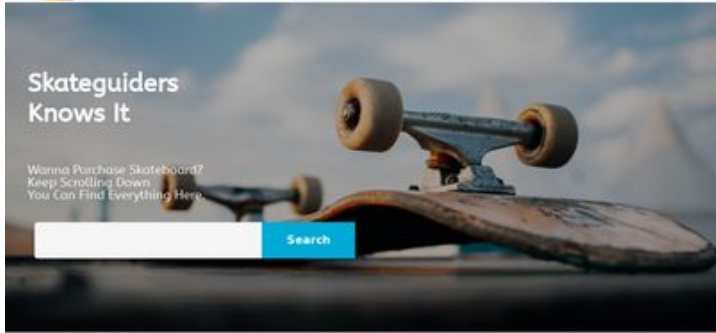 Skateguiders
Knows It
Wanna Purchase Skateboard?
Keep Scrolling Down
You Can Find Everything Here
Search